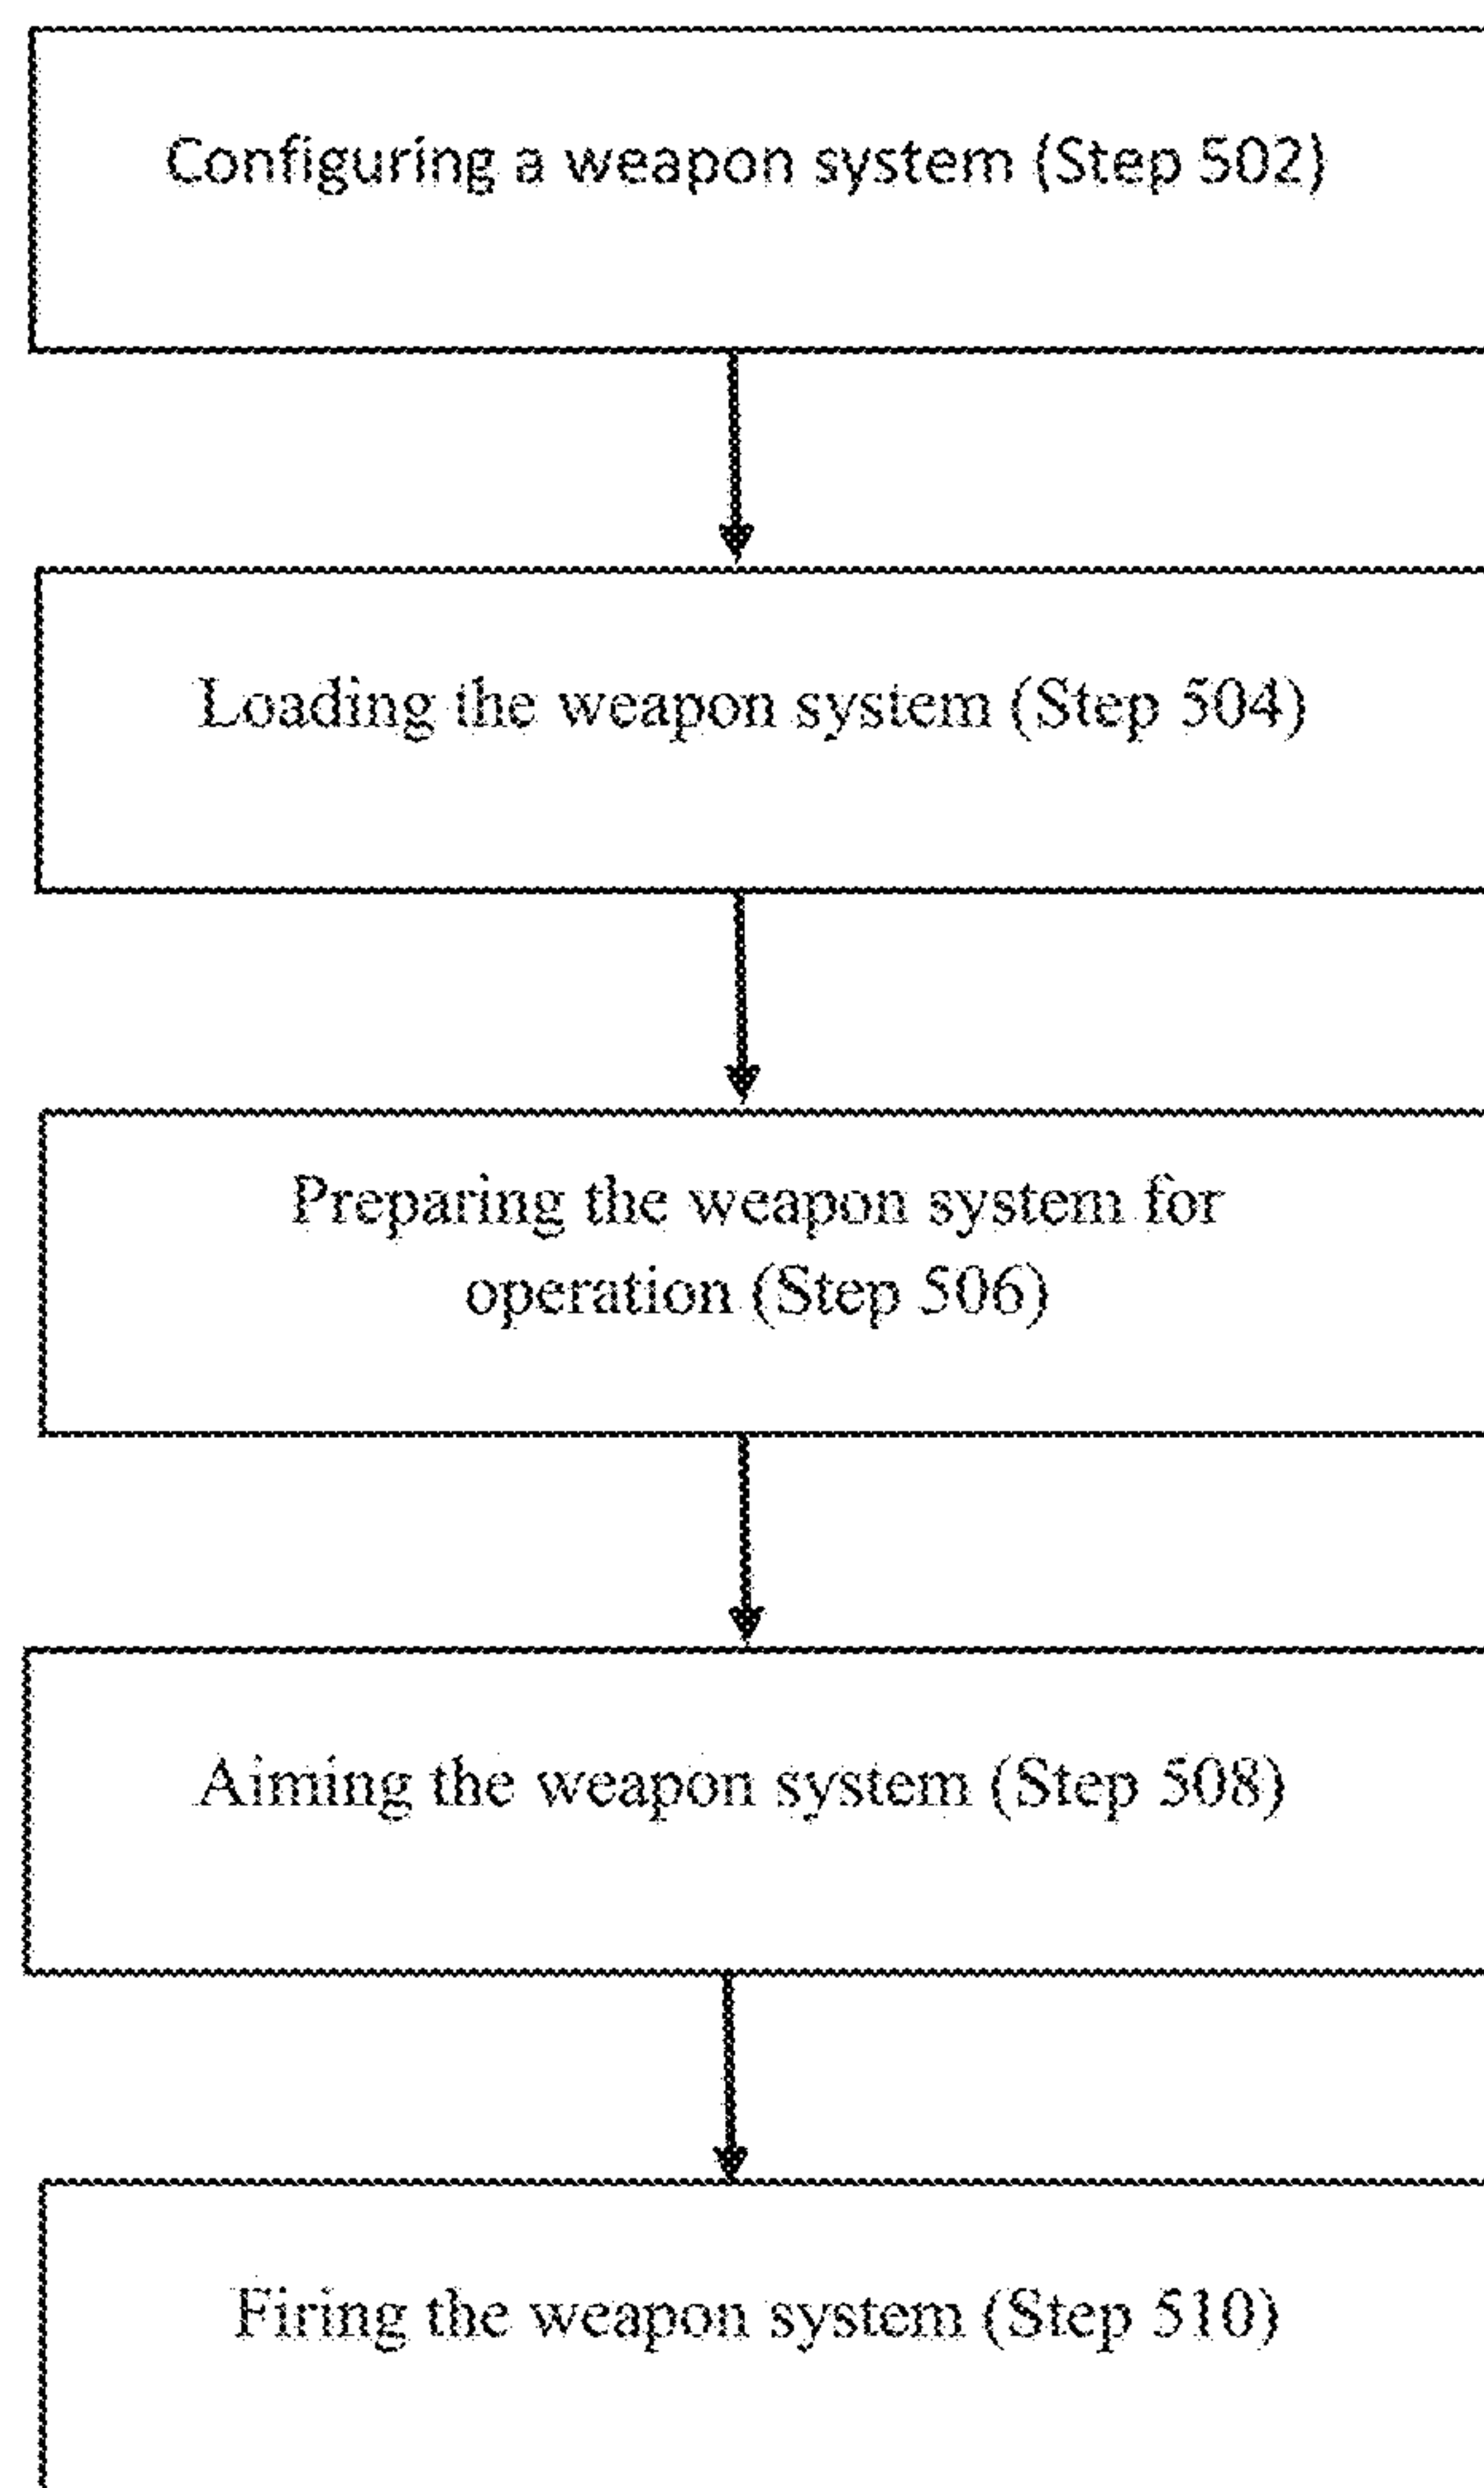 Configuring a weapon system (Step 502)
Loading the weapon system (Step 504)
Preparing the weapon system for
operation (Step 506)
Aiming the weapon system (Step 508)
Firing the weapon system (Step 510)